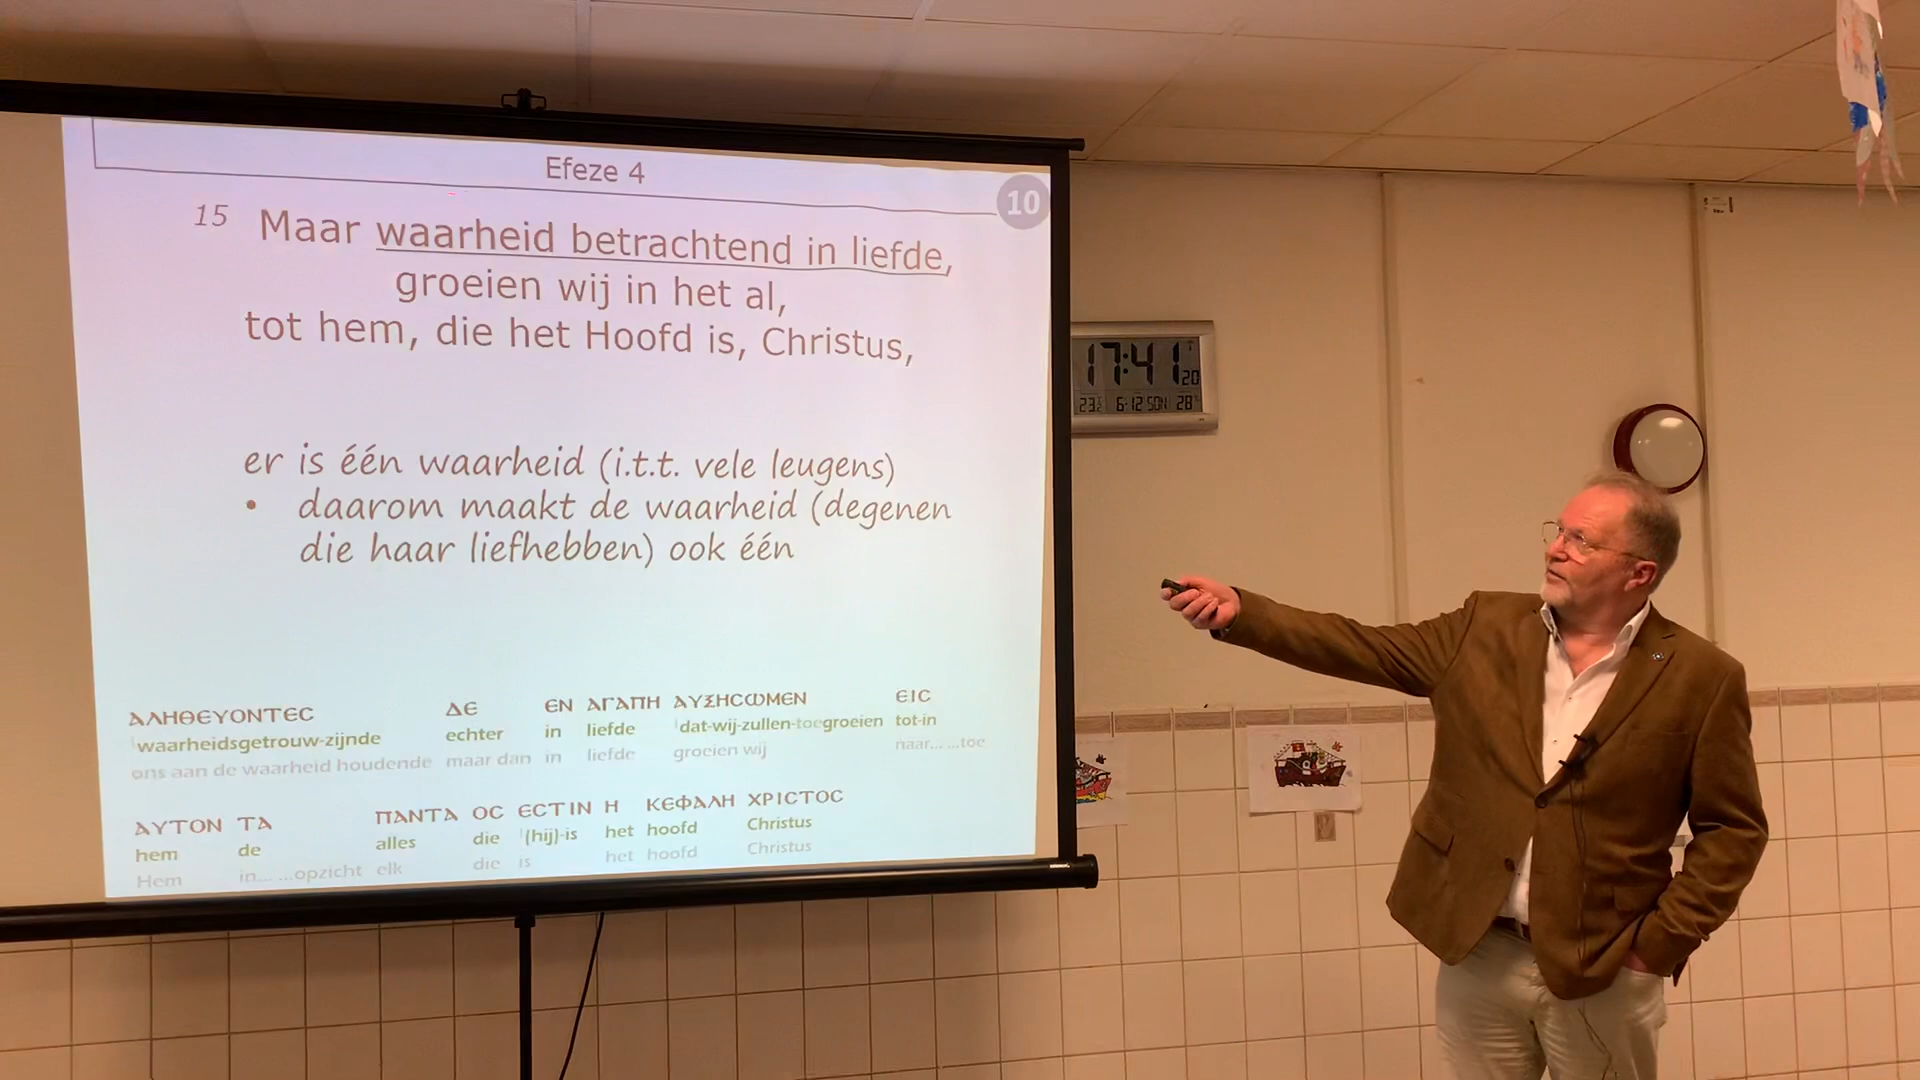 Efeze 4
10
15 Maar waarheid betrachtend in liefde,
groeien wij in het al,
tot hem, die het Hoofd is, Christus,
er is één waarheid (i.t.t. vele leugens)
• daarom maakt de waarheid (degenen
die haar liefhebben) ook één
ΑΛΗΘΕΥΟΝΤΕϹ ΔΕ ΕΝ ΑΓΑΠΗ ΑΥΞΗϹⲰΜΕΝ ΕΙϹ
waarheidsgetrouw-zijnde echter in liefde dat-wij-zullen-toegroeien tot-in
ons aan de waarheid houdende maar dan in liefde groeien wij naar... ...toe
ΑΥΤΟΝ ΤΑ ΠΑΝΤΑ ΟϹ ΕϹΤΙΝ Η ΚΕΦΑΛΗ ΧΡΙϹΤΟϹ
hem de alles die (hij)-is het hoofd Christus
Hem in... ...opzicht elk die is het hoofd Christus
17:41 20
6-12 SON 28